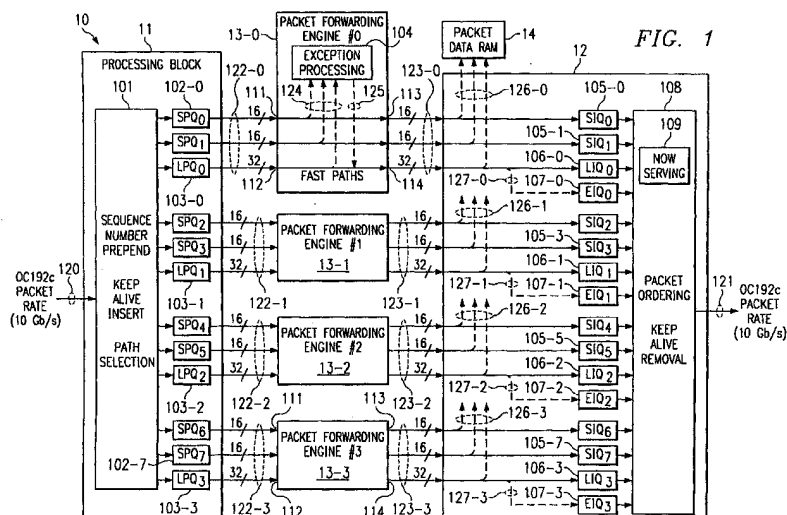 FIG. 1
10
11
PROCESSING BLOCK
101
102-0
SPQ0
SPQ1
LPQ0
103-0
SEQUENCE
NUMBER
PREPEND
KEEP
ALIVE
INSERT
PATH
SELECTION
SPQ2
SPQ3
LPQ1
103-1
SPQ4
SPQ5
LPQ2
103-2
SPQ6
SPQ7
102-7
LPQ3
103-3
OC192c
PACKET
RATE
(10 Gb/s)
120
122-0
16
16
32
111
112
13-0
PACKET FORWARDING
ENGINE #0
104
EXCEPTION
PROCESSING
124
125
FAST PATHS
113
114
16
16
32
123-0
16
16
32
122-1
PACKET FORWARDING
ENGINE #1
13-1
16
16
32
123-1
16
16
32
122-2
PACKET FORWARDING
ENGINE #2
13-2
16
16
32
123-2
111
113
16
16
32
122-3
112
PACKET FORWARDING
ENGINE #3
13-3
16
16
32
114
123-3
PACKET
DATA RAM
14
12
126-0
105-0
SIQ0
105-1
SIQ1
106-0
LIQ0
127-0
107-0
EIQ0
126-1
SIQ2
105-3
SIQ3
106-1
LIQ1
127-1
107-1
EIQ1
126-2
SIQ4
105-5
SIQ5
106-2
LIQ2
127-2
107-2
EIQ2
126-3
SIQ6
105-7
SIQ7
106-3
LIQ3
127-3
107-3
EIQ3
108
109
NOW
SERVING
PACKET
ORDERING
KEEP
ALIVE
REMOVAL
121
OC192c
PACKET
RATE
(10 Gb/s)